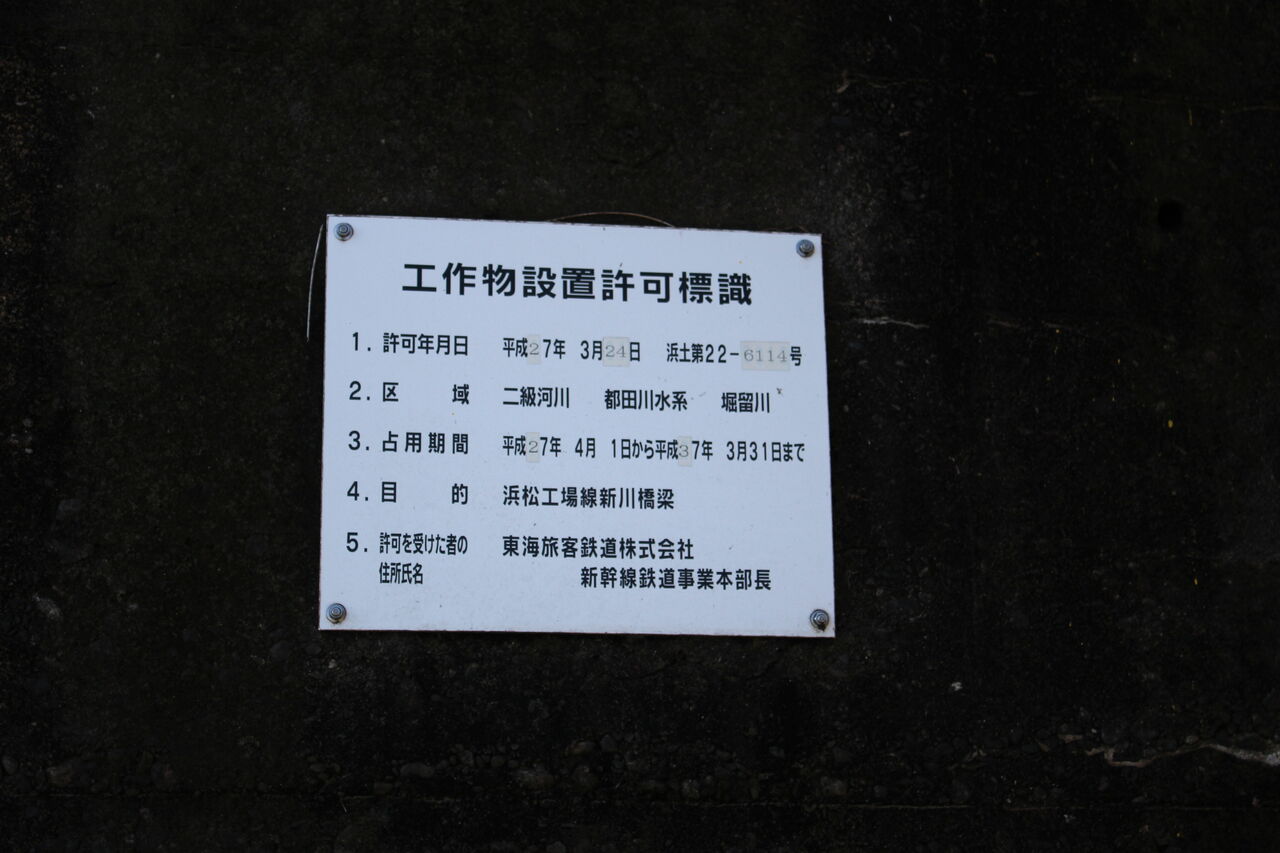 工作物設置許可標識
1. 許可年月日 平成27年 3月24日 浜土第22-6114号
2. 区 域 二級河川 都田川水系 堀留川
3. 占用期間 平成27年 4月 1日から平成37年 3月31日まで
4. 目 的 浜松工場線新川橋梁
5. 許可を受けた者の 東海旅客鉄道株式会社
住所氏名 新幹線鉄道事業本部長